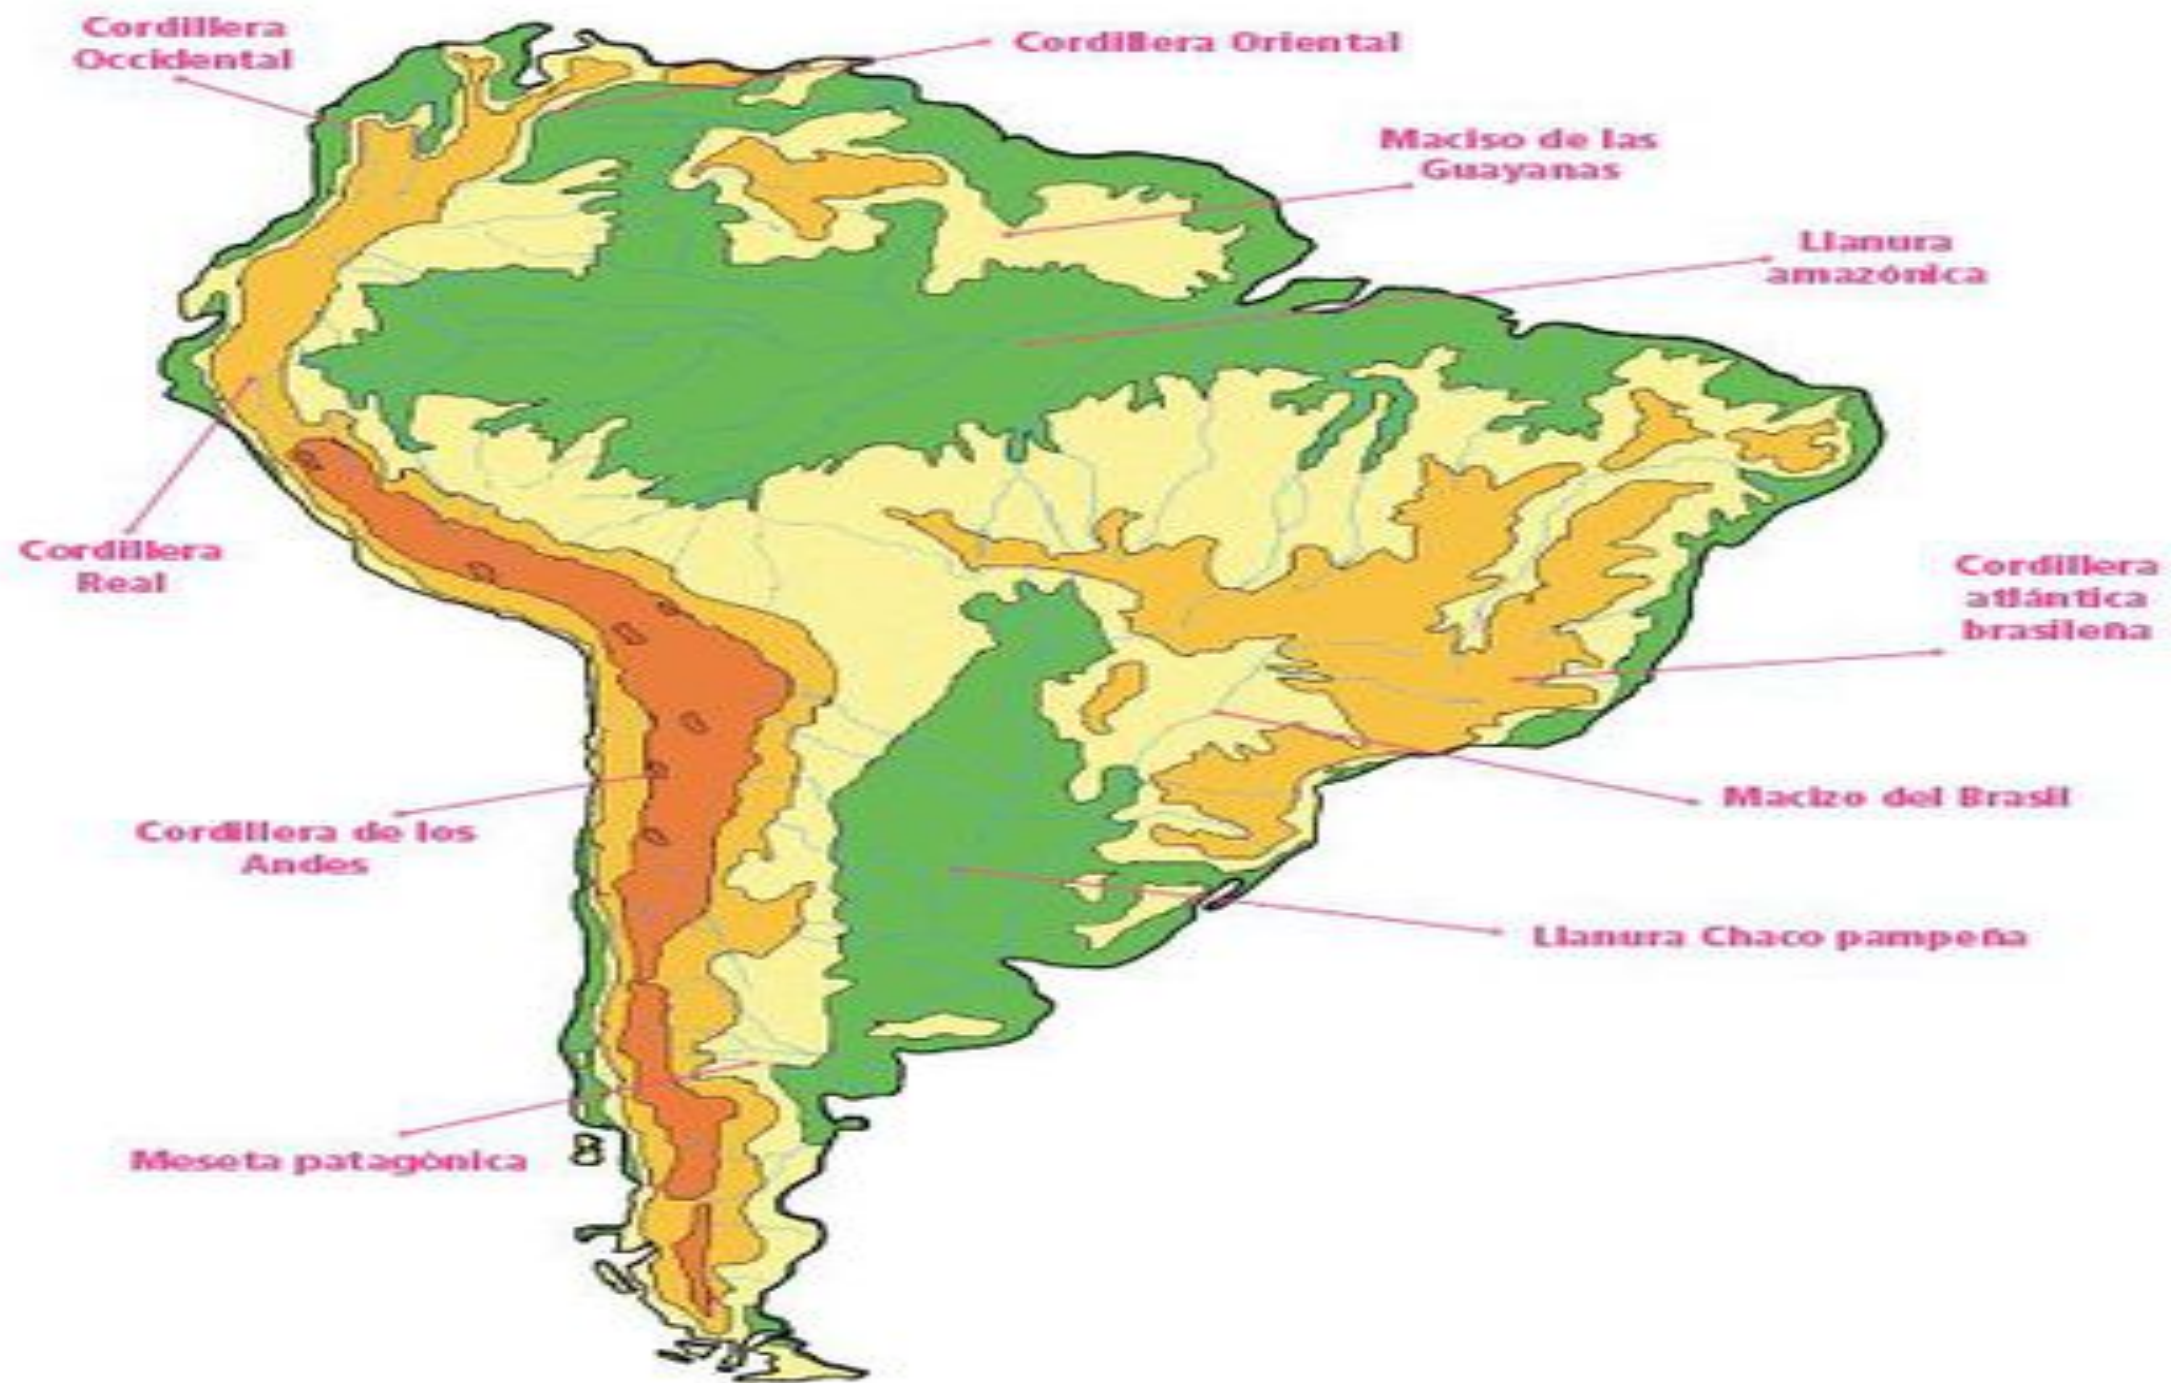 Cordillera
Occidental
Cordillera Oriental
Maciso de las
Guayanas
Llanura
amazónica
Cordillera
Real
Cordillera
atlántica
brasileña
Macizo del Brasil
Cordillera de los
Andes
Llanura Chaco pampeña
Meseta patagónica